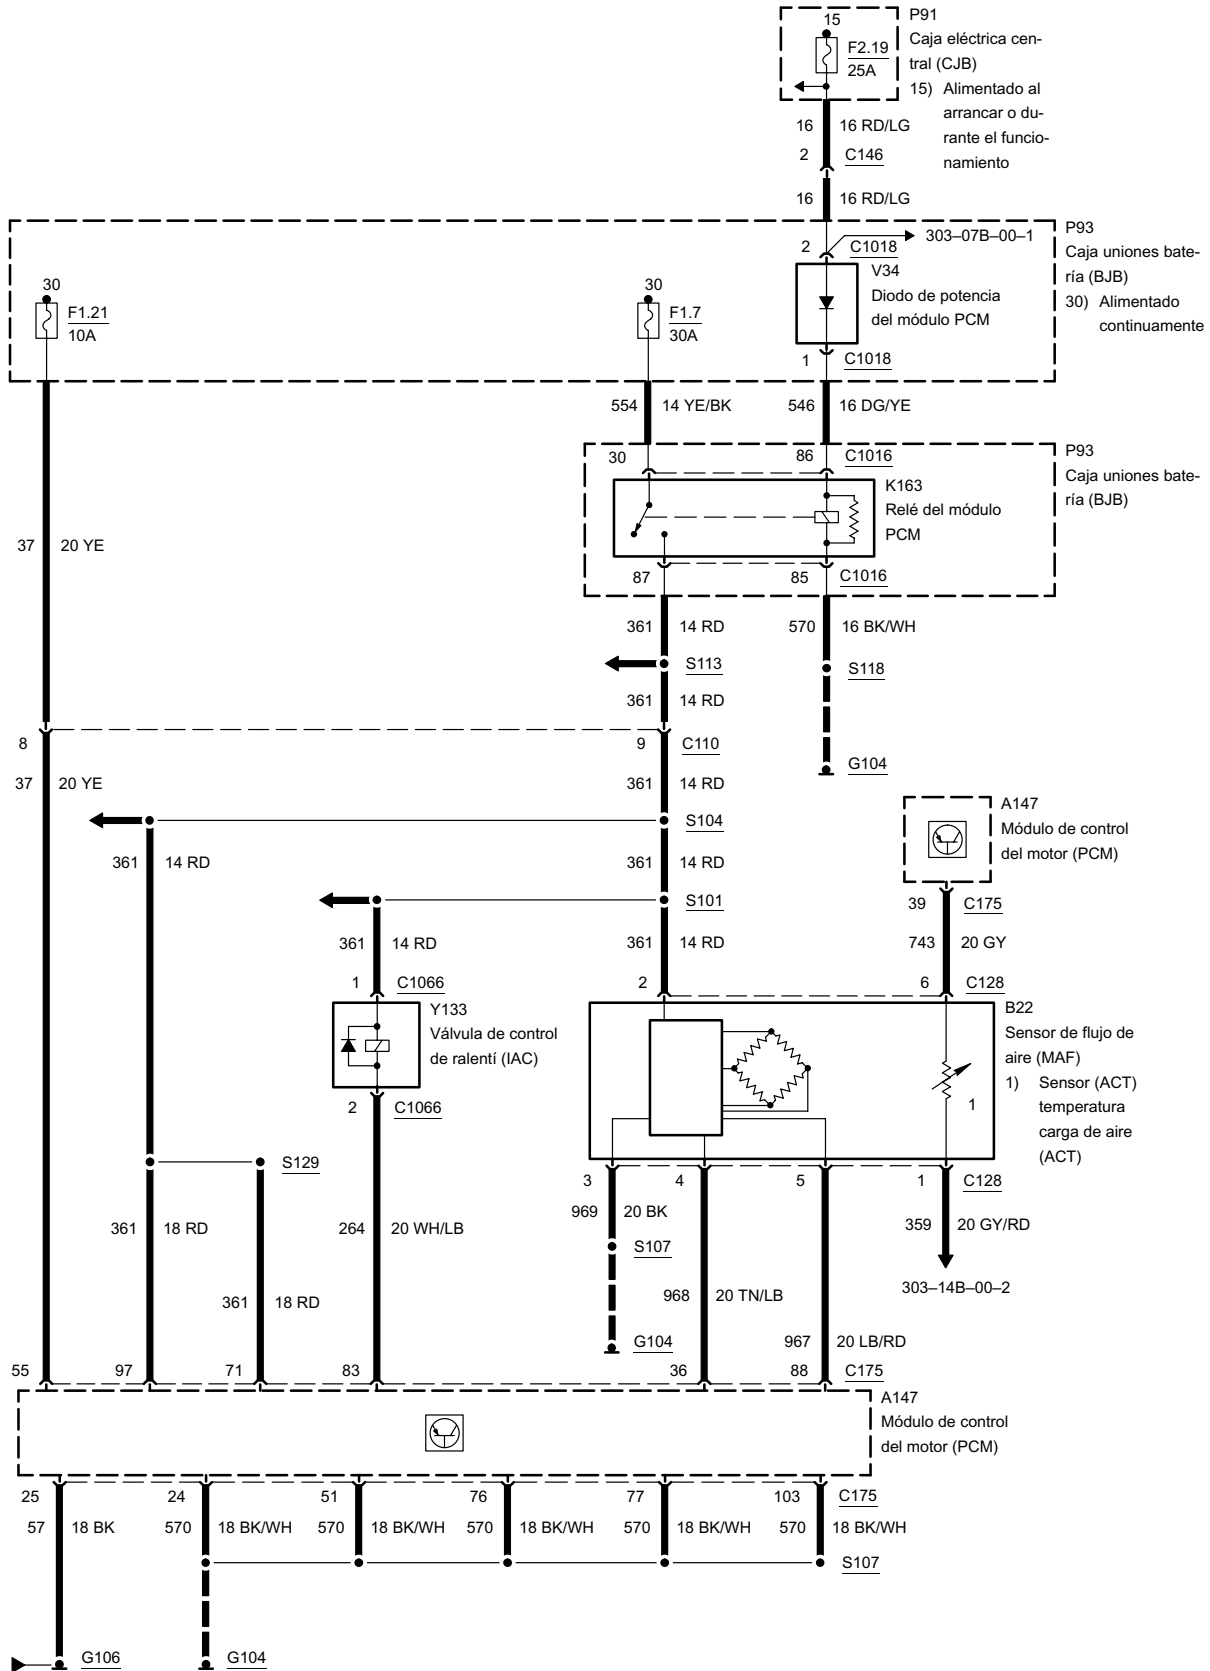 15
F2.19
25A
P91
Caja eléctrica cen-
tral (CJB)
15) Alimentado al
arrancar o du-
rante el funcio-
namiento
16 16 RD/LG
2 C146
16 16 RD/LG
2 C1018
303–07B–00–1
P93
Caja uniones bate-
ría (BJB)
30) Alimentado
continuamente
30
F1.21
10A
30
F1.7
30A
V34
Diodo de potencia
del módulo PCM
1 C1018
554 14 YE/BK 546 16 DG/YE
30 86 C1016
P93
Caja uniones bate-
ría (BJB)
K163
Relé del módulo
PCM
37 20 YE
87 85 C1016
361 14 RD 570 16 BK/WH
S113 S118
361 14 RD
8 9 C110
G104
37 20 YE 361 14 RD
S104
A147
Módulo de control
del motor (PCM)
361 14 RD 361 14 RD
S101
39 C175
361 14 RD 361 14 RD 743 20 GY
1 C1066 2 6 C128
Y133
Válvula de control
de ralentí (IAC)
B22
Sensor de flujo de
aire (MAF)
1) Sensor (ACT)
temperatura
carga de aire
(ACT)
1
2 C1066
S129
3 4 5 1 C128
969 20 BK
361 18 RD 264 20 WH/LB 359 20 GY/RD
S107
303–14B–00–2
361 18 RD 968 20 TN/LB
G104 967 20 LB/RD
55 97 71 83 36 88 C175
A147
Módulo de control
del motor (PCM)
25 24 51 76 77 103 C175
57 18 BK 570 18 BK/WH 570 18 BK/WH 570 18 BK/WH 570 18 BK/WH 570 18 BK/WH
S107
G106 G104